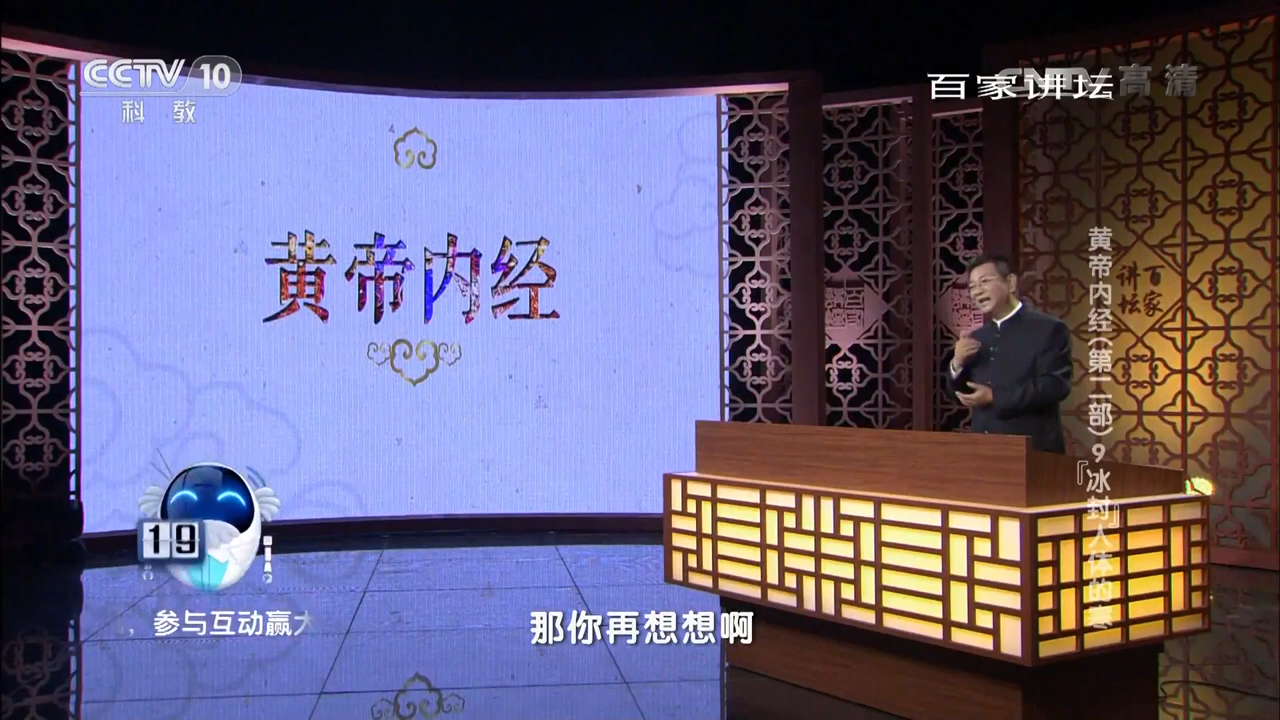 CCTV 10
科教
百家讲坛
高清
黄帝内经
黄帝内经（第二部）9『冰封』人体的寒
百家
讲坛
19
，参与互动赢大
那你再想想啊